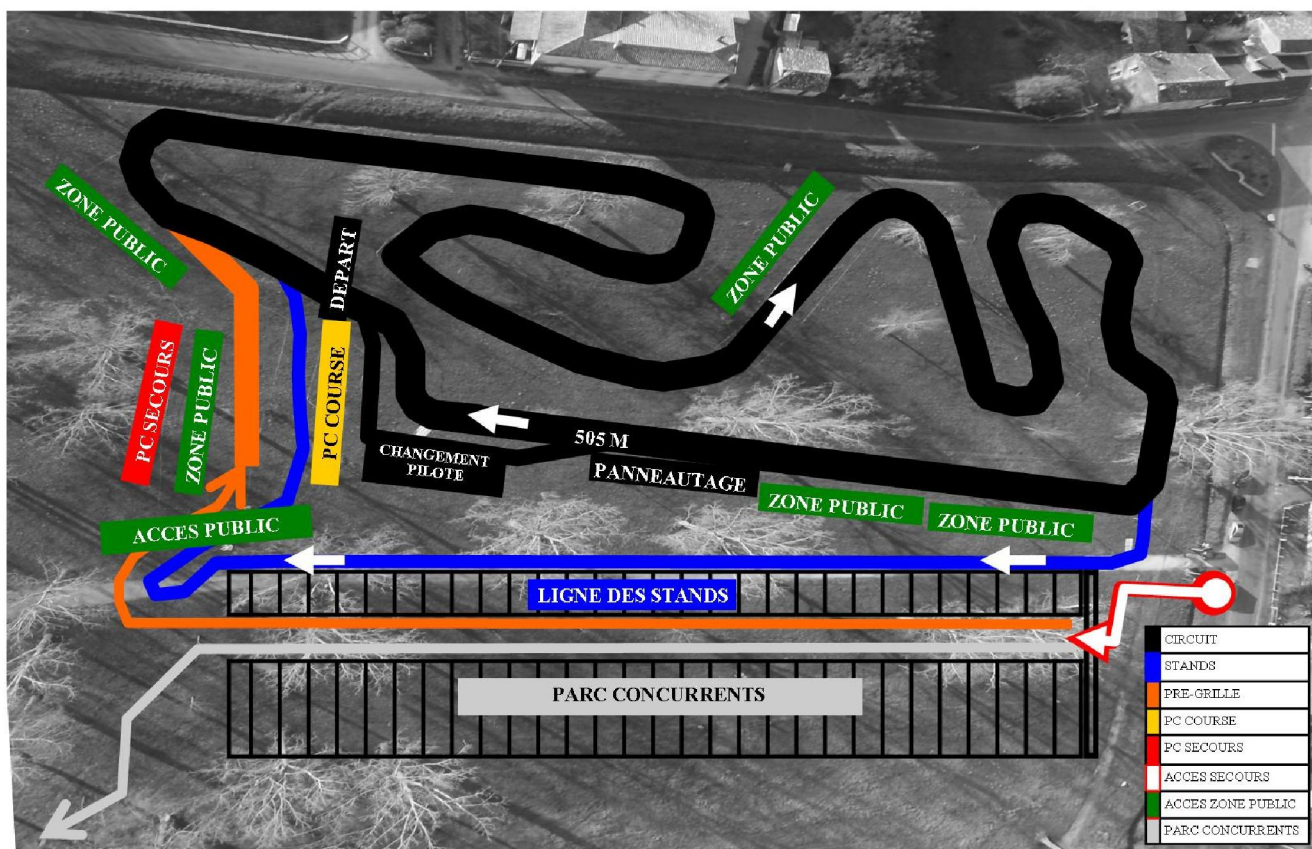 ZONE PUBLIC
DEPART
ZONE PUBLIC
PC SECOURS
ZONE PUBLIC
PC COURSE
505 M
CHANGEMENT
PILOTE
PANNEAUTAGE
ZONE PUBLIC
ZONE PUBLIC
ACCES PUBLIC
LIGNE DES STANDS
PARC CONCURRENTS
CIRCUIT
STANDS
PRE-GRILLE
PC COURSE
PC SECOURS
ACCES SECOURS
ACCES ZONE PUBLIC
PARC CONCURRENTS